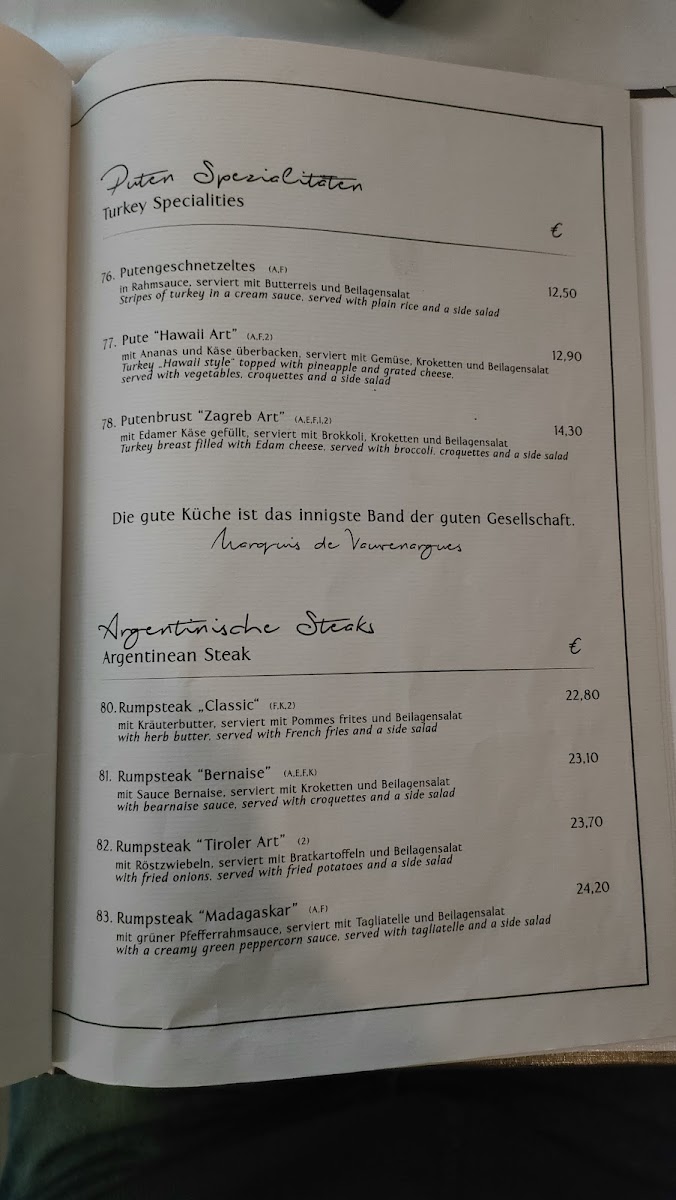 Puten Spezialitäten
Turkey Specialities
€
76. Putengeschnetzeltes (A,F)
in Rahmsauce, serviert mit Butterreis und Beilagensalat 12,50
Stripes of turkey in a cream sauce, served with plain rice and a side salad
77. Pute "Hawaii Art" (A,F,2)
mit Ananas und Käse überbacken, serviert mit Gemüse, Kroketten und Beilagensalat 12,90
Turkey „Hawaii style" topped with pineapple and grated cheese,
served with vegetables, croquettes and a side salad
78. Putenbrust "Zagreb Art" (A,E,F,1,2) 14,30
mit Edamer Käse gefüllt, serviert mit Brokkoli, Kroketten und Beilagensalat
Turkey breast filled with Edam cheese, served with broccoli, croquettes and a side salad
Die gute Küche ist das innigste Band der guten Gesellschaft.
Marquis de Vauvenargues
Argentinische Steaks
Argentinean Steak €
80. Rumpsteak „Classic“ (F,K,2) 22,80
mit Kräuterbutter, serviert mit Pommes frites und Beilagensalat
with herb butter, served with French fries and a side salad
81. Rumpsteak "Bernaise" (A,E,F,K) 23,10
mit Sauce Bernaise, serviert mit Kroketten und Beilagensalat
with bearnaise sauce, served with croquettes and a side salad
82. Rumpsteak "Tiroler Art" (2) 23,70
mit Röstzwiebeln, serviert mit Bratkartoffeln und Beilagensalat
with fried onions, served with fried potatoes and a side salad
83. Rumpsteak "Madagaskar" (A,F) 24,20
mit grüner Pfefferrahmsauce, serviert mit Tagliatelle und Beilagensalat
with a creamy green peppercorn sauce, served with tagliatelle and a side salad